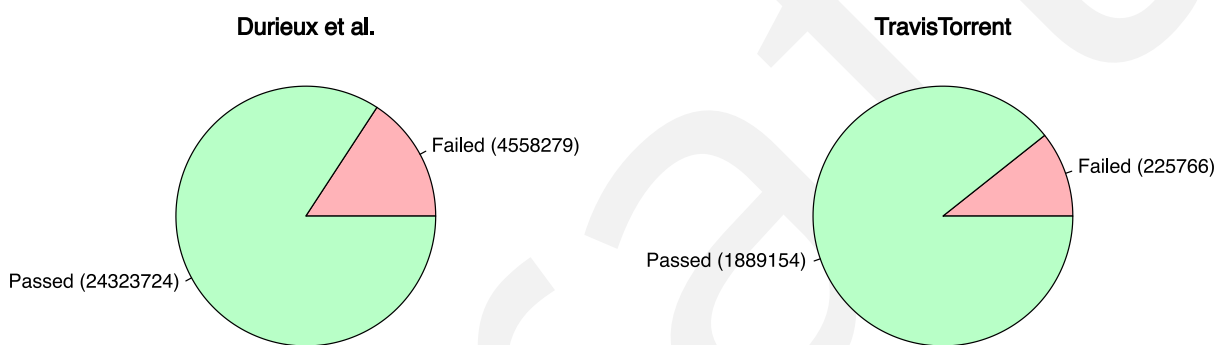 Durieux et al.
Failed (4558279)
Passed (24323724)
TravisTorrent
Failed (225766)
Passed (1889154)